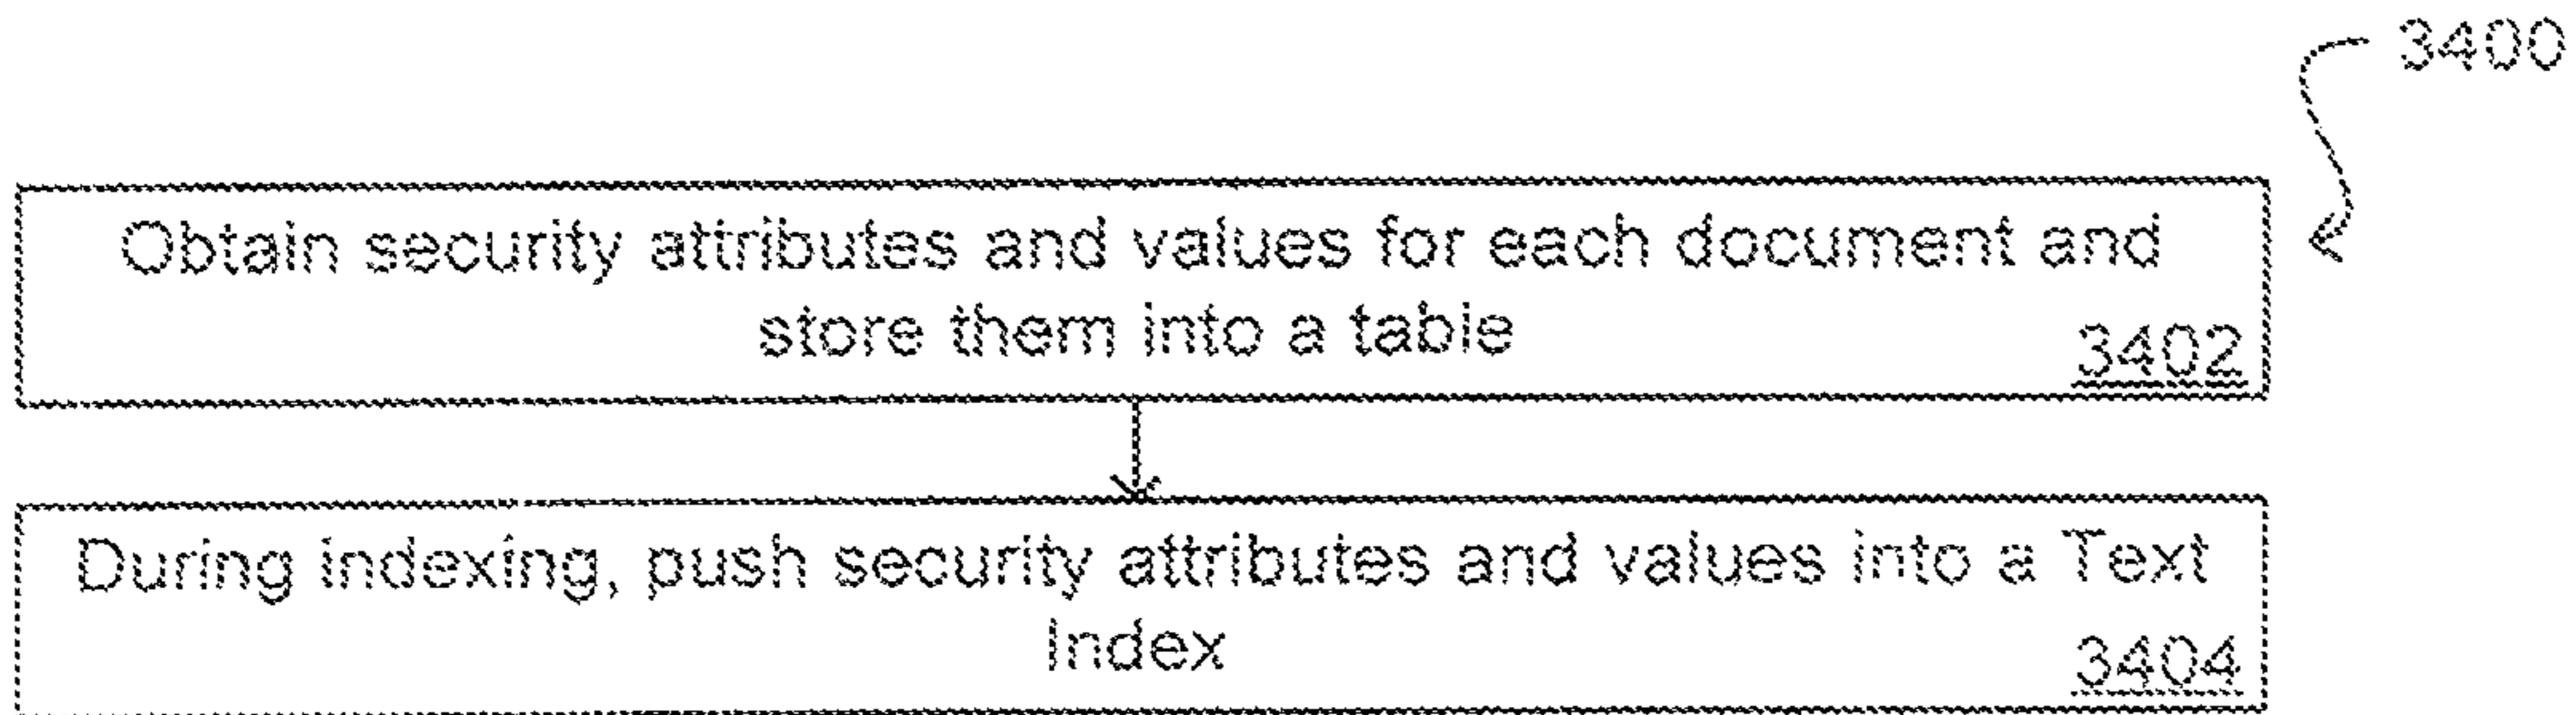 3400
Obtain security attributes and values for each document and
store them into a table
3402
During indexing, push security attributes and values into a Text
Index
3404